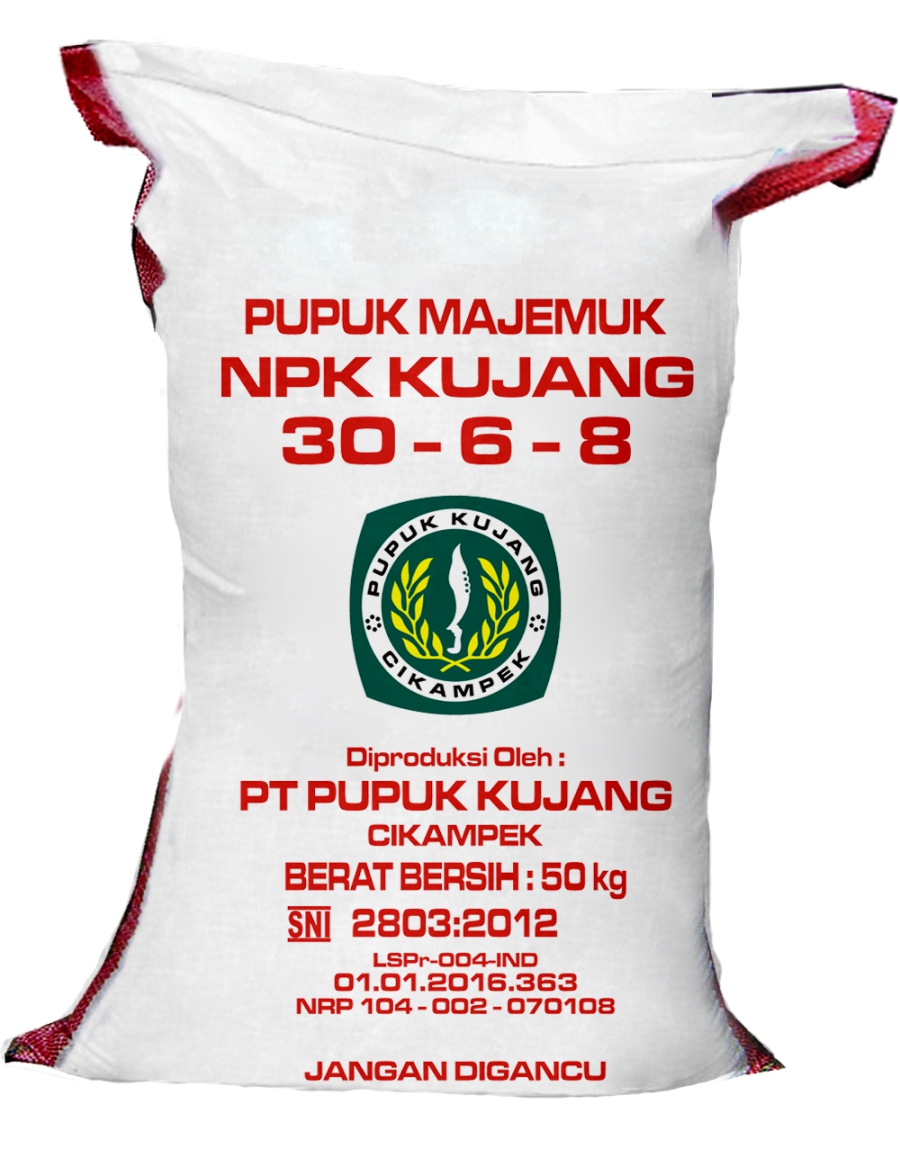 PUPUK MAJEMUK
NPK KUJANG
30 - 6 - 8
PUPUK KUJANG
CIKAMPEK
Diproduksi Oleh :
PT PUPUK KUJANG
CIKAMPEK
BERAT BERSIH : 50 kg
SNI 2803:2012
LSPr-004-IND
01.01.2016.363
NRP 104 - 002 - 070108
JANGAN DIGANCU